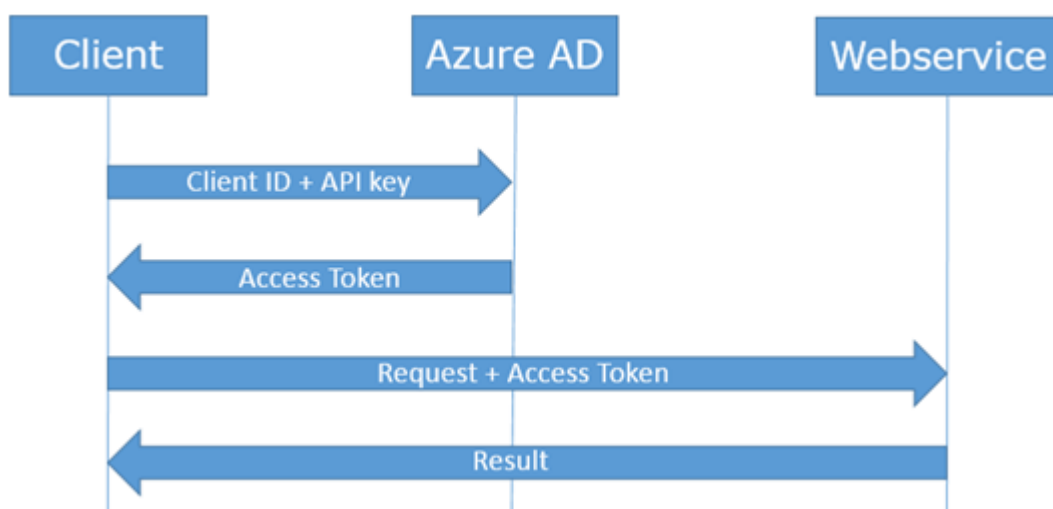 Client
Azure AD
Webservice
Client ID + API key
Access Token
Request + Access Token
Result